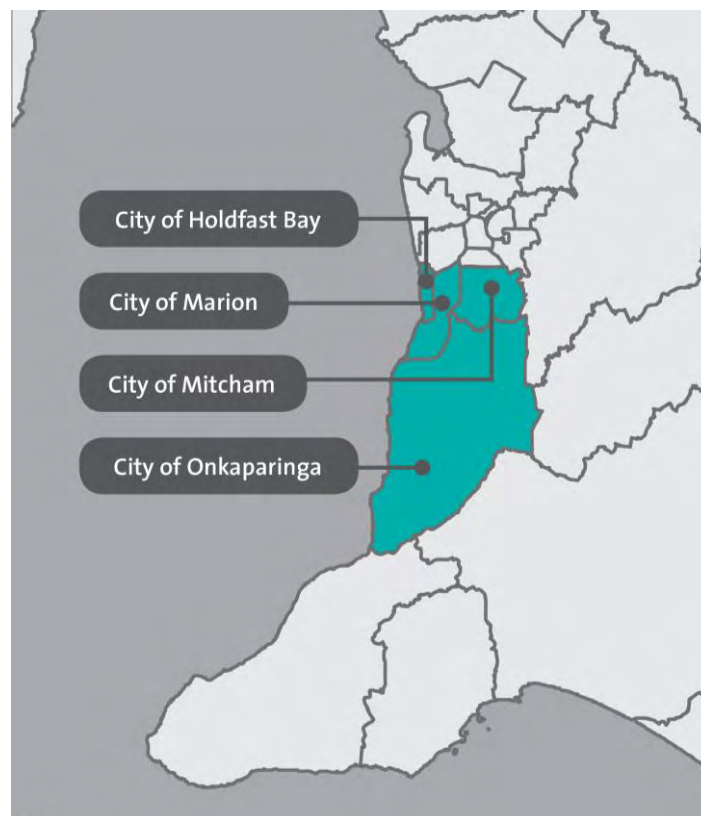 City of Holdfast Bay
City of Marion
City of Mitcham
City of Onkaparinga